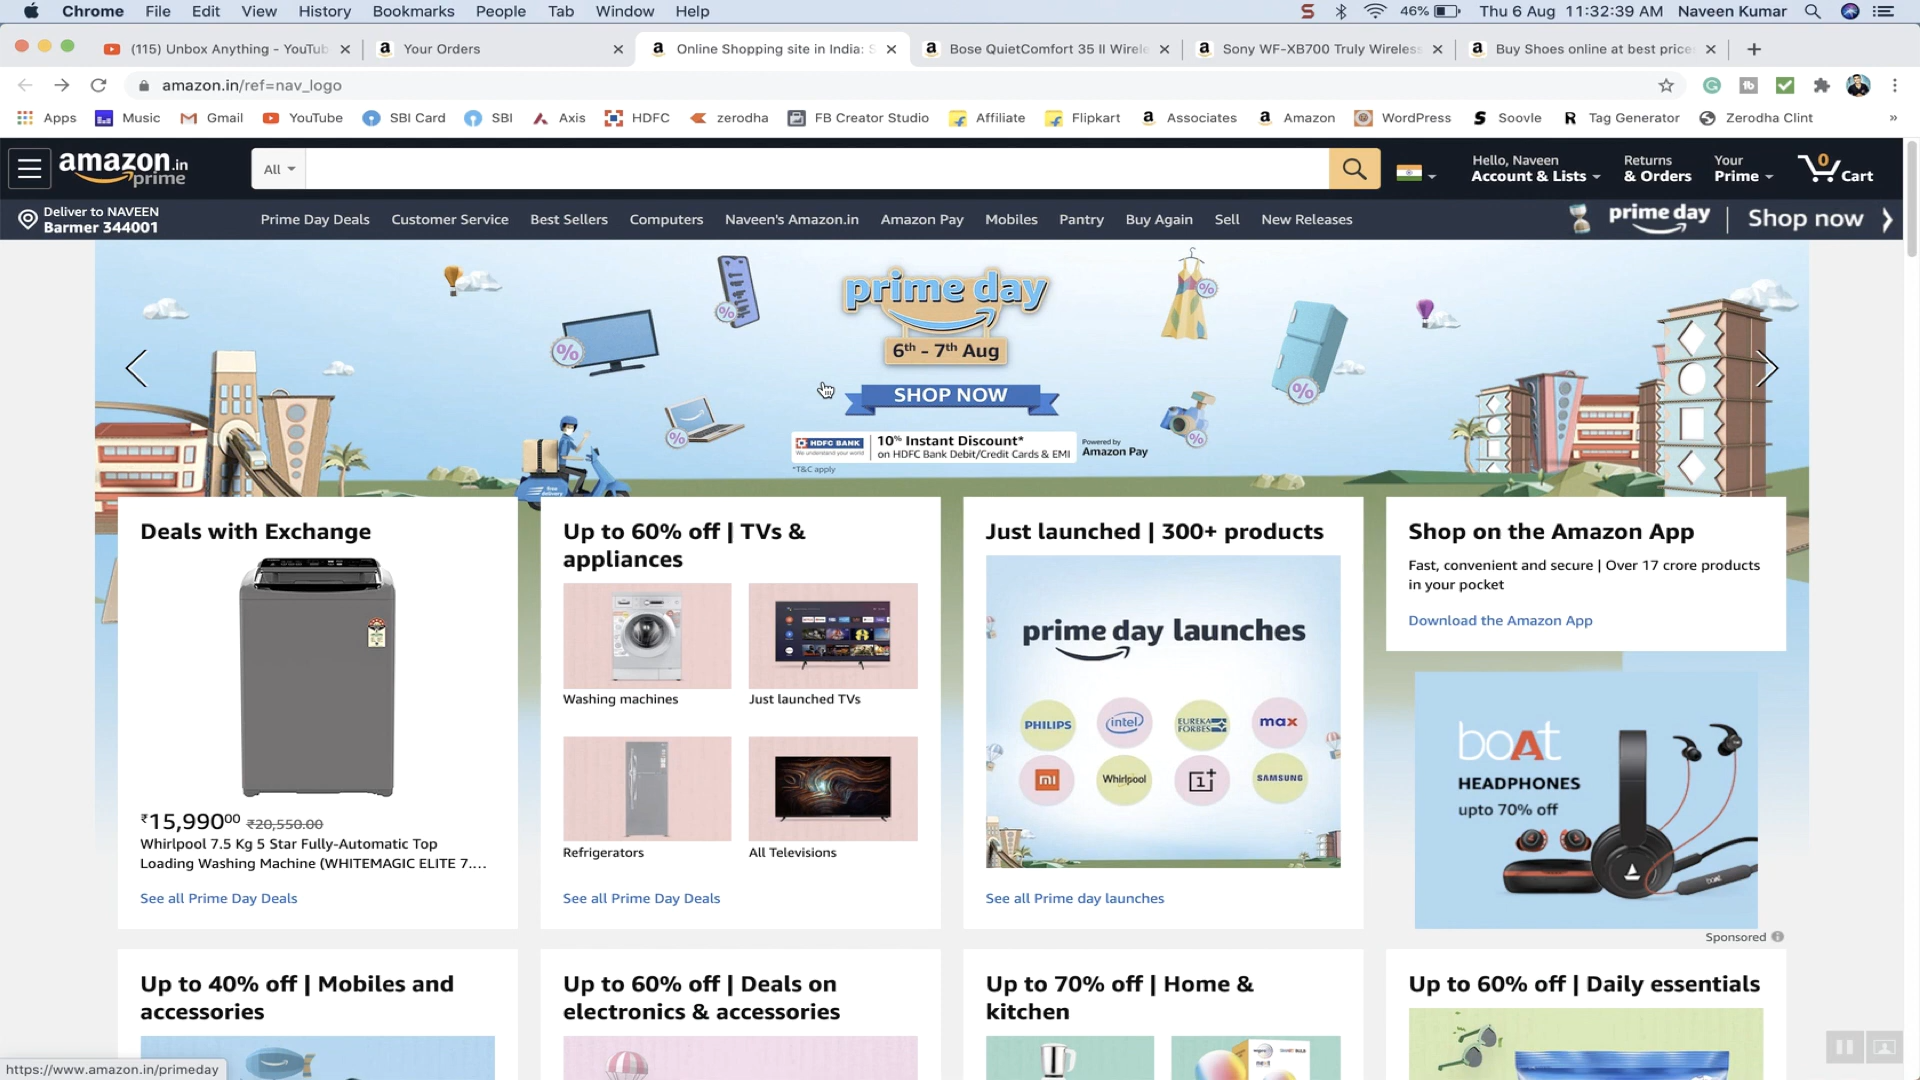 Chrome File Edit View History Bookmarks People Tab Window Help
46% Thu 6 Aug 11:32:39 AM Naveen Kumar
(115) Unbox Anything - YouTub
Your Orders
Online Shopping site in India: S
Bose QuietComfort 35 II Wirele
Sony WF-XB700 Truly Wireless
Buy Shoes online at best price
amazon.in/ref=nav_logo
Apps Music Gmail YouTube SBI Card SBI Axis HDFC zerodha FB Creator Studio Affiliate Flipkart Associates Amazon WordPress Soovle Tag Generator Zerodha Clint »
amazon.in
prime
All
Hello, Naveen
Account & Lists
Returns
& Orders
Your
Prime
0
Cart
Deliver to NAVEEN
Barmer 344001
Prime Day Deals Customer Service Best Sellers Computers Naveen's Amazon.in Amazon Pay Mobiles Pantry Buy Again Sell New Releases
prime day | Shop now
prime day
6th - 7th Aug
SHOP NOW
HDFC BANK
We understand your world
10% Instant Discount*
on HDFC Bank Debit/Credit Cards & EMI
Powered by
Amazon Pay
*T&C apply
%
%
%
%
%
%
free
delivery
Deals with Exchange
₹15,99000 ₹20,550.00
Whirlpool 7.5 Kg 5 Star Fully-Automatic Top
Loading Washing Machine (WHITEMAGIC ELITE 7....
See all Prime Day Deals
Up to 60% off | TVs &
appliances
Washing machines
Just launched TVs
Refrigerators
All Televisions
See all Prime Day Deals
Just launched | 300+ products
prime day launches
PHILIPS
intel
EUREKA
FORBES
max
mi
Whirlpool
1+
SAMSUNG
See all Prime day launches
Shop on the Amazon App
Fast, convenient and secure | Over 17 crore products
in your pocket
Download the Amazon App
boAt
HEADPHONES
upto 70% off
boAt
Sponsored
Up to 40% off | Mobiles and
accessories
Up to 60% off | Deals on
electronics & accessories
Up to 70% off | Home &
kitchen
Up to 60% off | Daily essentials
https://www.amazon.in/primeday